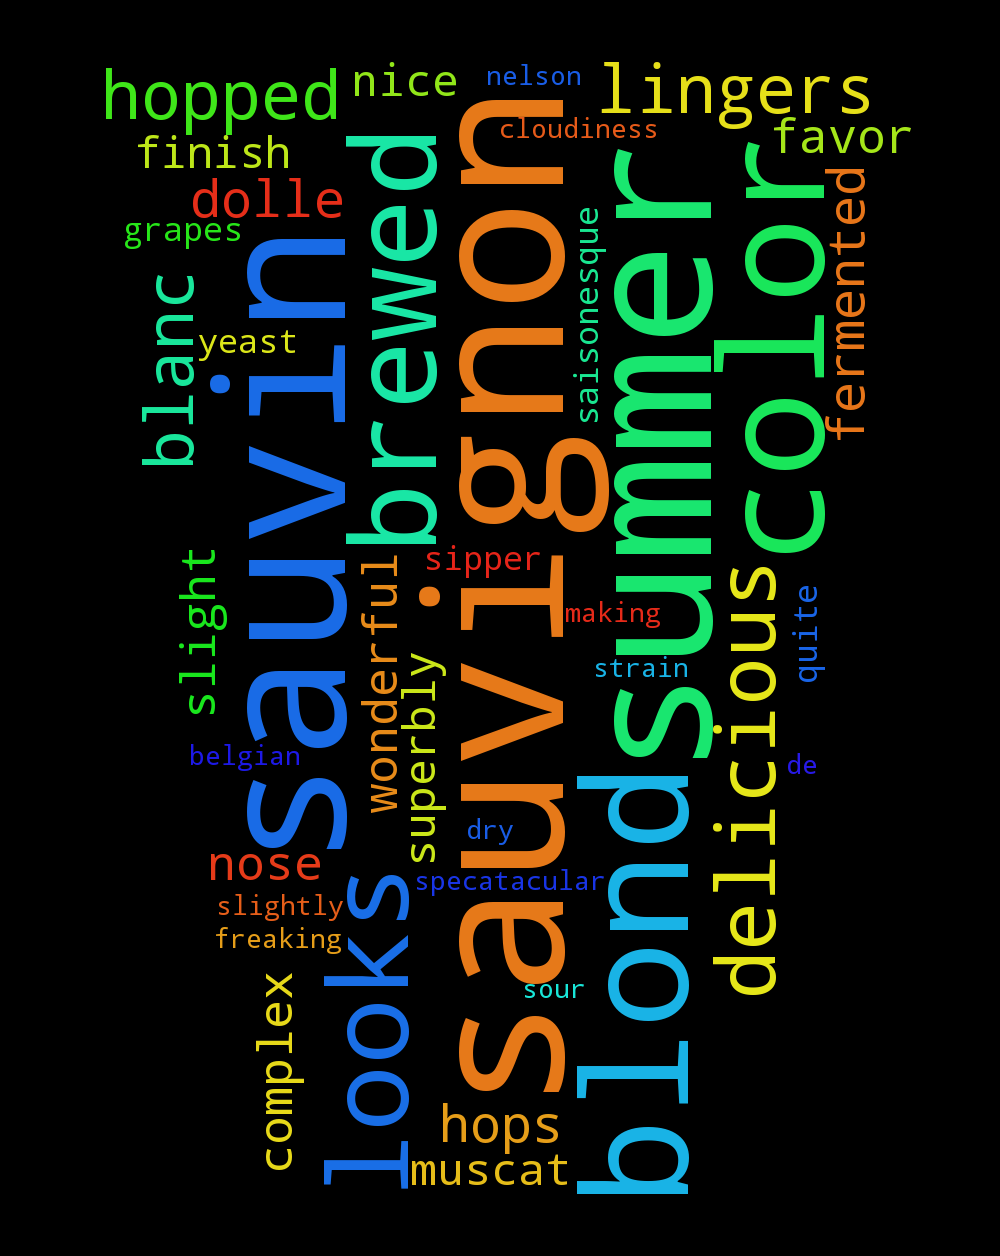 hopped
nice
nelson
lingers
cloudiness
favor
finish
dolle
grapes
brewed
sauvignon
summer
color
fermented
saisonesque
sauvin
blanc
yeast
slight
wonderful
sipper
making
delicious
quite
strain
superbly
belgian
de
blond
dry
nose
looks
specatacular
slightly
freaking
complex
sour
hops
muscat